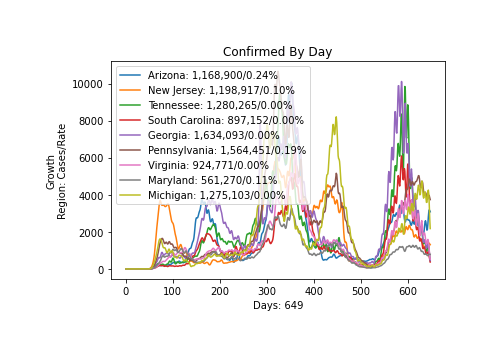 Confirmed By Day
Growth
Region: Cases/Rate
10000
8000
6000
4000
2000
0
Arizona: 1,168,900/0.24%
New Jersey: 1,198,917/0.10%
Tennessee: 1,280,265/0.00%
South Carolina: 897,152/0.00%
Georgia: 1,634,093/0.00%
Pennsylvania: 1,564,451/0.19%
Virginia: 924,771/0.00%
Maryland: 561,270/0.11%
Michigan: 1,275,103/0.00%
0 100 200 300 400 500 600
Days: 649